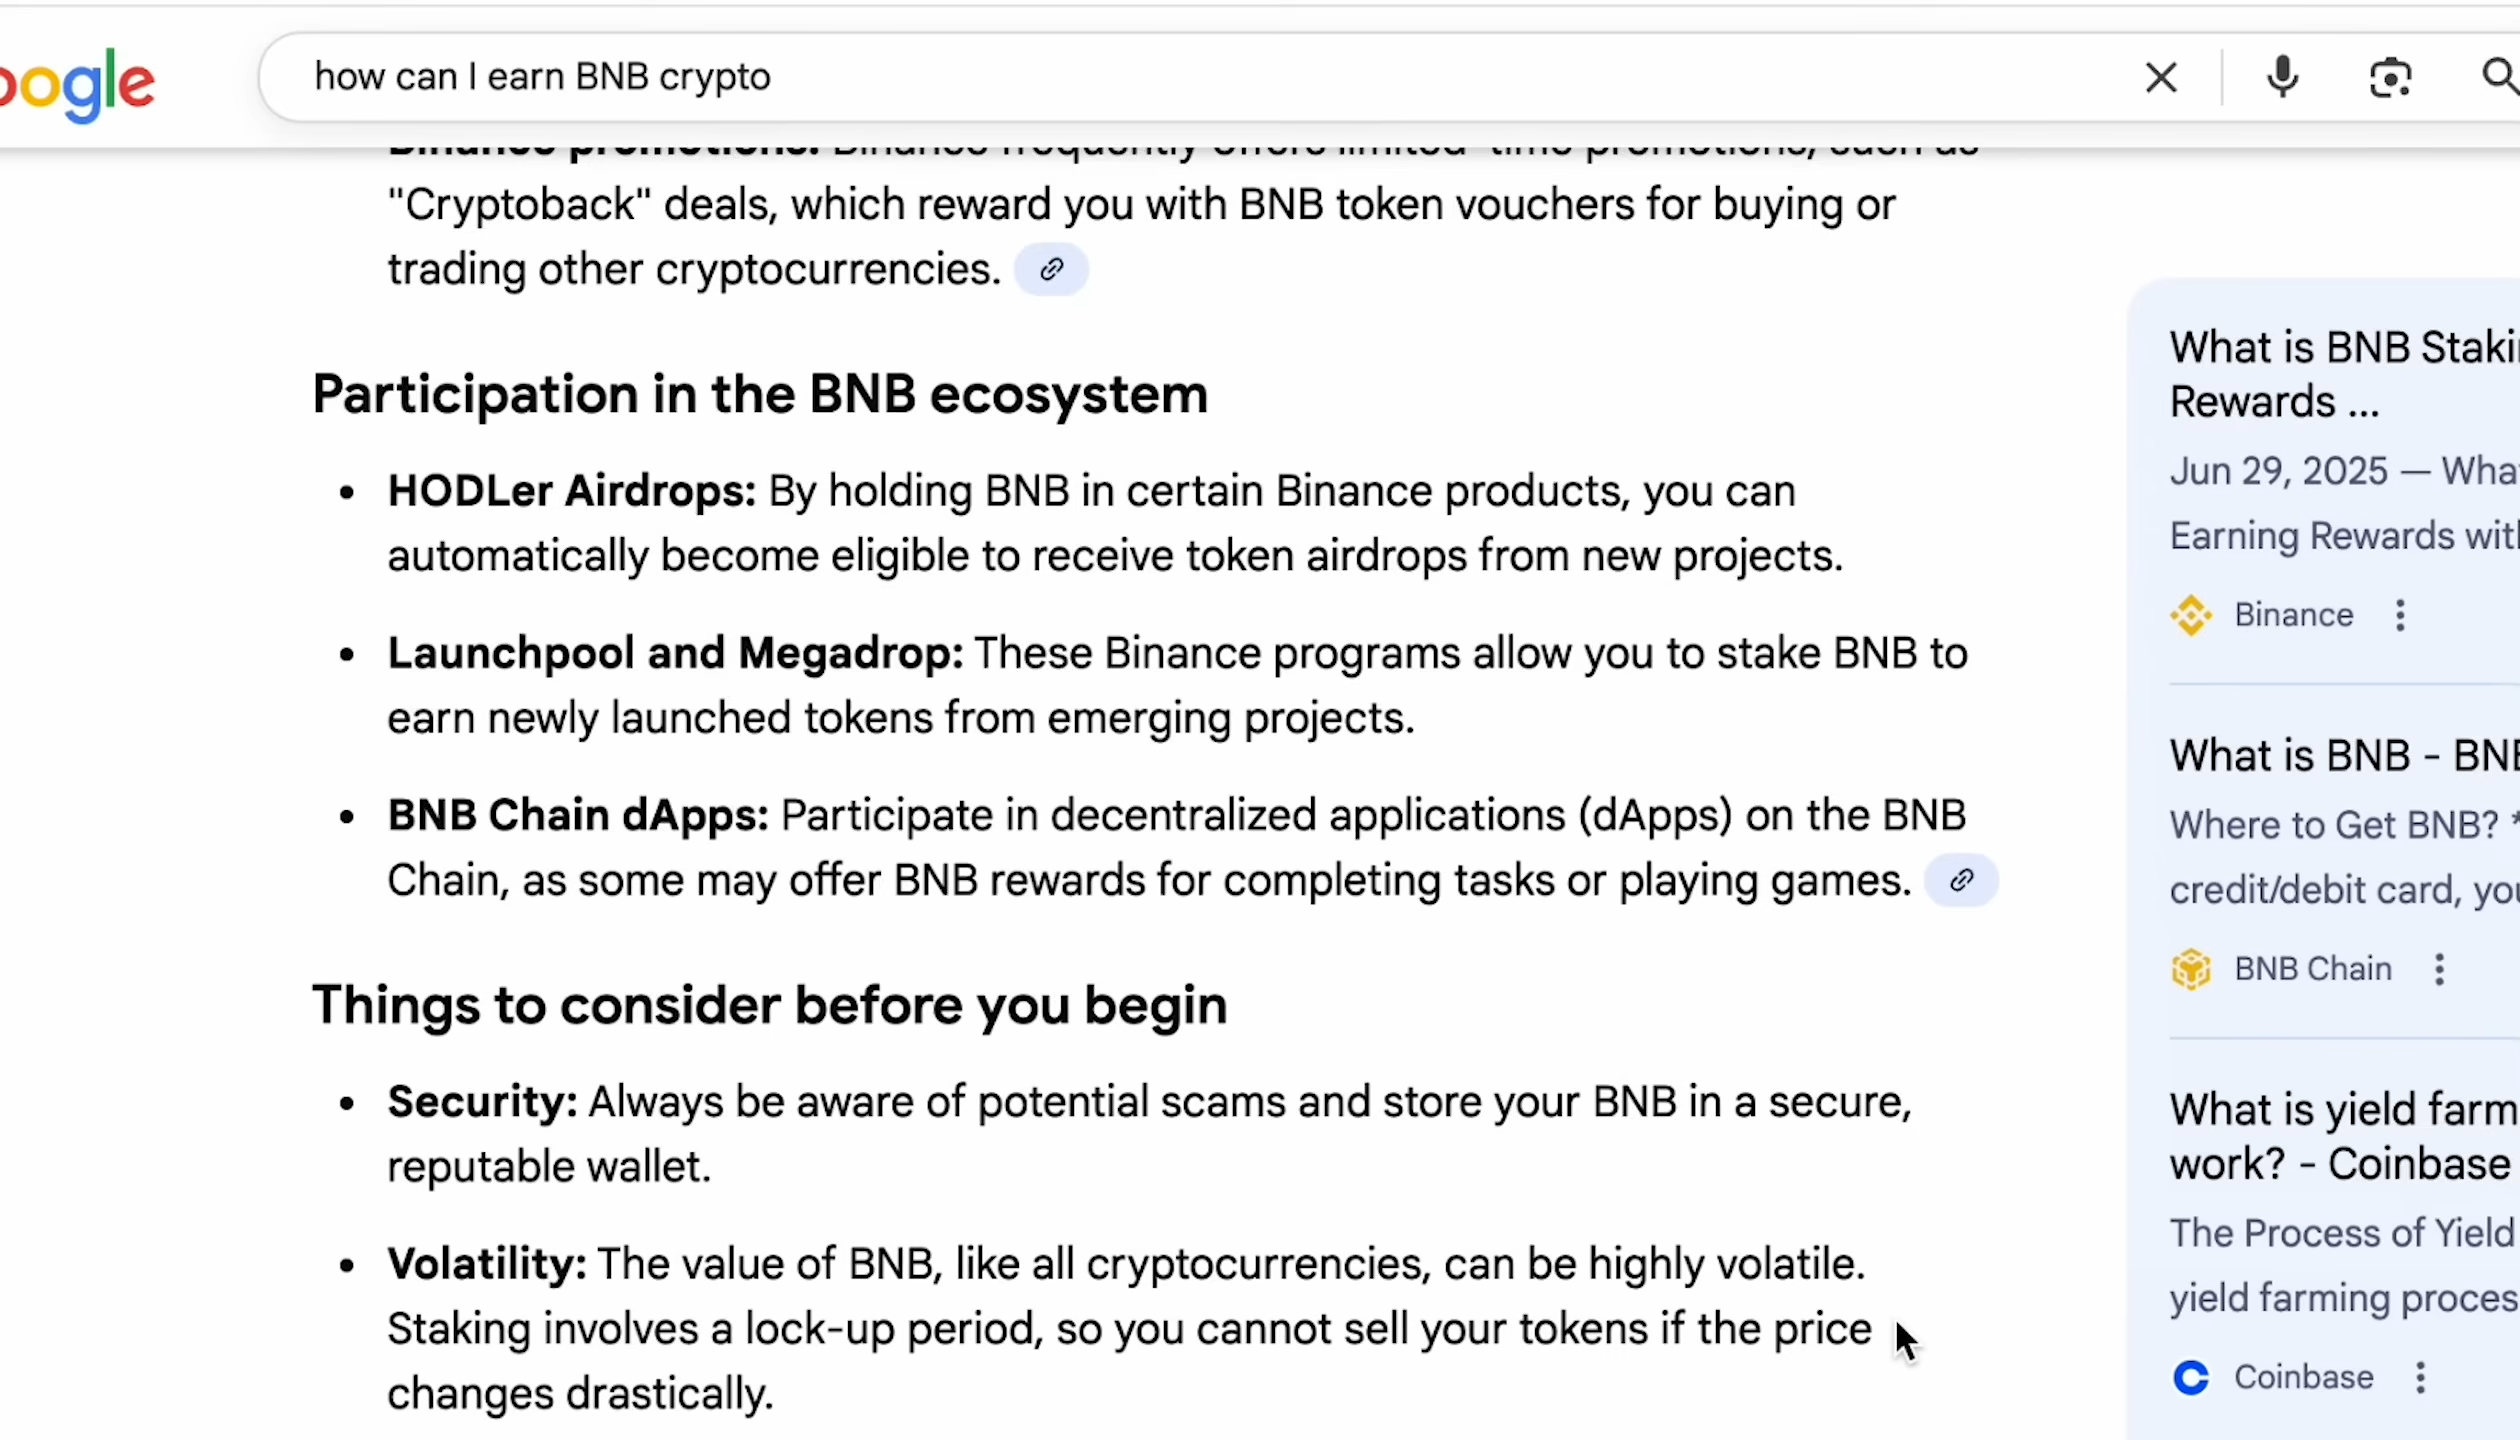 oogle
how can I earn BNB crypto
Binance promotions: Binance frequently offers limited-time promotions, such as
"Cryptoback" deals, which reward you with BNB token vouchers for buying or
trading other cryptocurrencies.
Participation in the BNB ecosystem
• HODLer Airdrops: By holding BNB in certain Binance products, you can
automatically become eligible to receive token airdrops from new projects.
• Launchpool and Megadrop: These Binance programs allow you to stake BNB to
earn newly launched tokens from emerging projects.
• BNB Chain dApps: Participate in decentralized applications (dApps) on the BNB
Chain, as some may offer BNB rewards for completing tasks or playing games.
Things to consider before you begin
• Security: Always be aware of potential scams and store your BNB in a secure,
reputable wallet.
• Volatility: The value of BNB, like all cryptocurrencies, can be highly volatile.
Staking involves a lock-up period, so you cannot sell your tokens if the price
changes drastically.
What is BNB Staki
Rewards ...
Jun 29, 2025 — Wha
Earning Rewards wit
Binance
What is BNB - BN
Where to Get BNB? *
credit/debit card, you
BNB Chain
What is yield farm
work? - Coinbase
The Process of Yield
yield farming proces
Coinbase